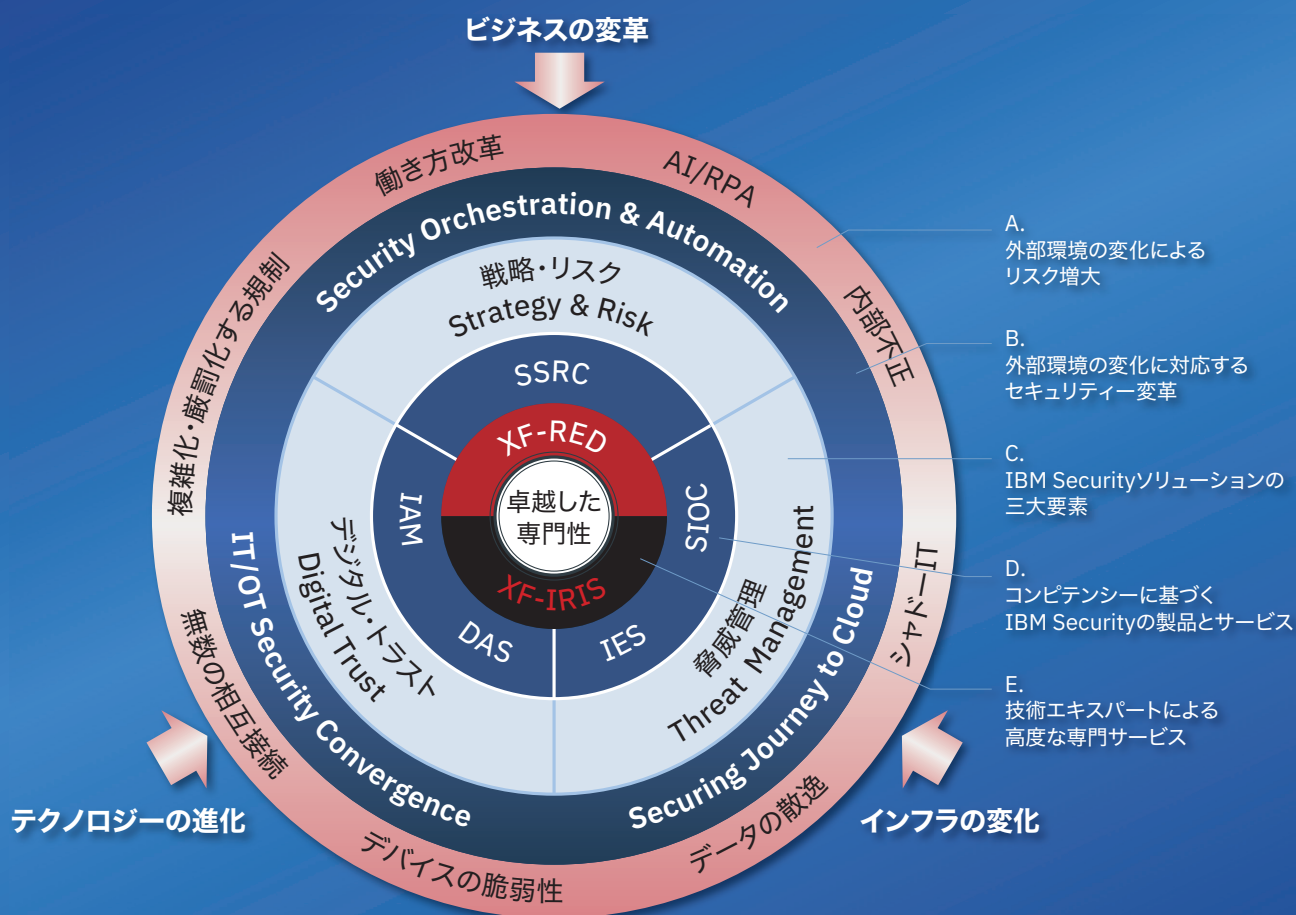 ビジネスの変革
働き方改革
AI/RPA
内部不正
シャドーIT
データの散逸
デバイスの脆弱性
無数の相互接続
複雑化・厳罰化する規制
Security Orchestration & Automation
Securing Journey to Cloud
IT/OT Security Convergence
戦略・リスク
Strategy & Risk
脅威管理
Threat Management
デジタル・トラスト
Digital Trust
SSRC
SIOC
IES
DAS
IAM
XF-RED
卓越した
専門性
XF-IRIS
A.
外部環境の変化による
リスク増大
B.
外部環境の変化に対応する
セキュリティー変革
C.
IBM Securityソリューションの
三大要素
D.
コンピテンシーに基づく
IBM Securityの製品とサービス
E.
技術エキスパートによる
高度な専門サービス
テクノロジーの進化
インフラの変化